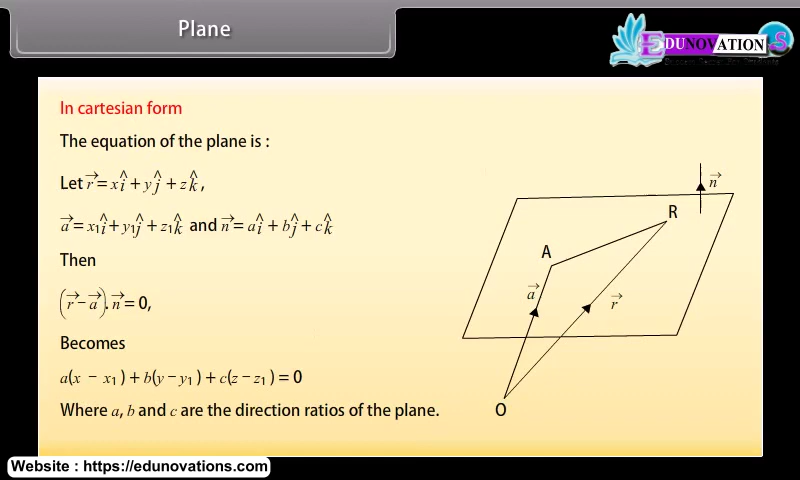 Plane
EDUNOVATION S
In cartesian form
The equation of the plane is :
Let r⃗ = xî + yĵ + zk̂ ,
a⃗ = x₁î + y₁ĵ + z₁k̂ and n⃗ = aî + bĵ + ck̂
Then
(r⃗ − a⃗). n⃗ = 0,
Becomes
a(x − x₁) + b(y − y₁) + c(z − z₁) = 0
Where a, b and c are the direction ratios of the plane.
n⃗
R
A
a⃗
r⃗
O
Website : https://edunovations.com